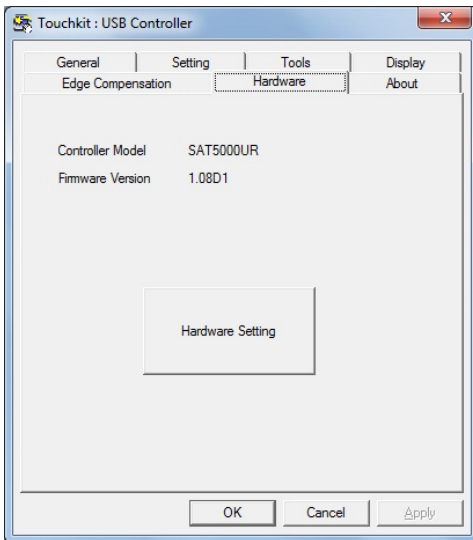 Touchkit : USB Controller
General Setting Tools Display
Edge Compensation Hardware About
Controller Model SAT5000UR
Firmware Version 1.08D1
Hardware Setting
OK Cancel Apply